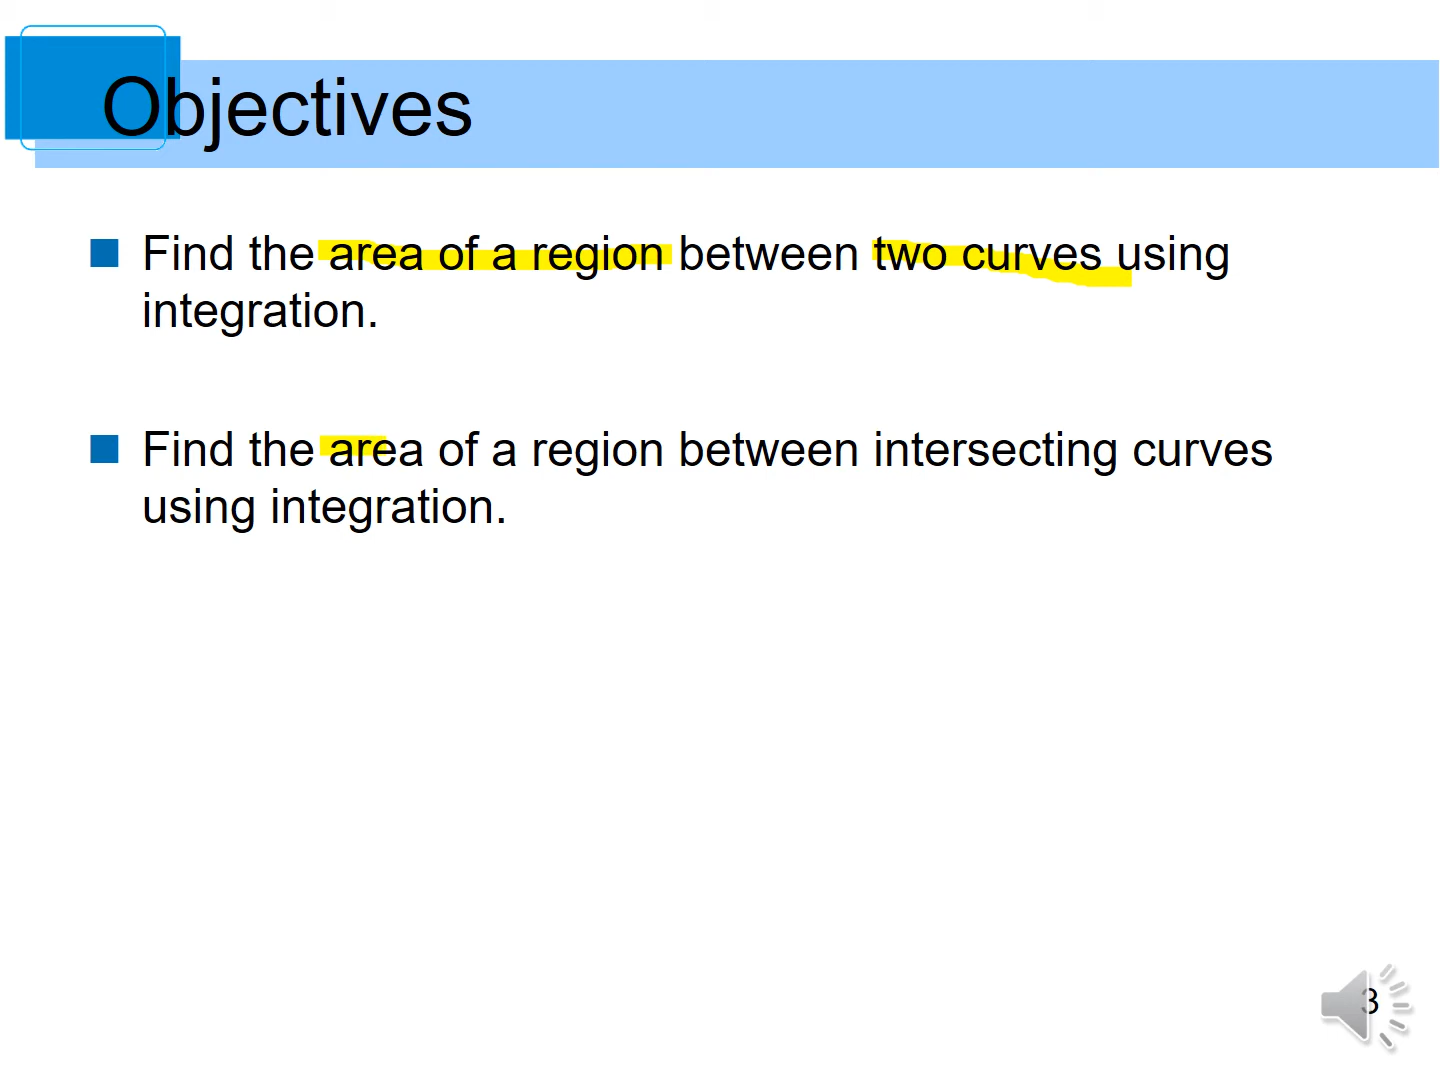 Objectives
Find the area of a region between two curves using
integration.
Find the area of a region between intersecting curves
using integration.
3